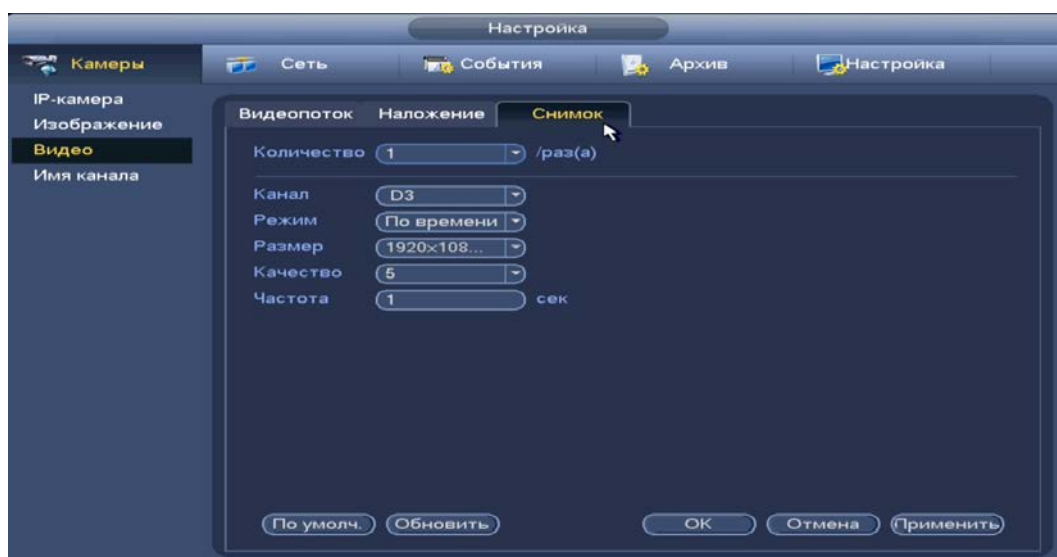 Настройка
Камеры Сеть События Архив Настройка
IP-камера
Изображение
Видео
Имя канала
Видеопоток Наложение Снимок
Количество 1 /раз(а)
Канал D3
Режим По времени
Размер 1920×108...
Качество 5
Частота 1 сек
По умолч. Обновить OK Отмена Применить